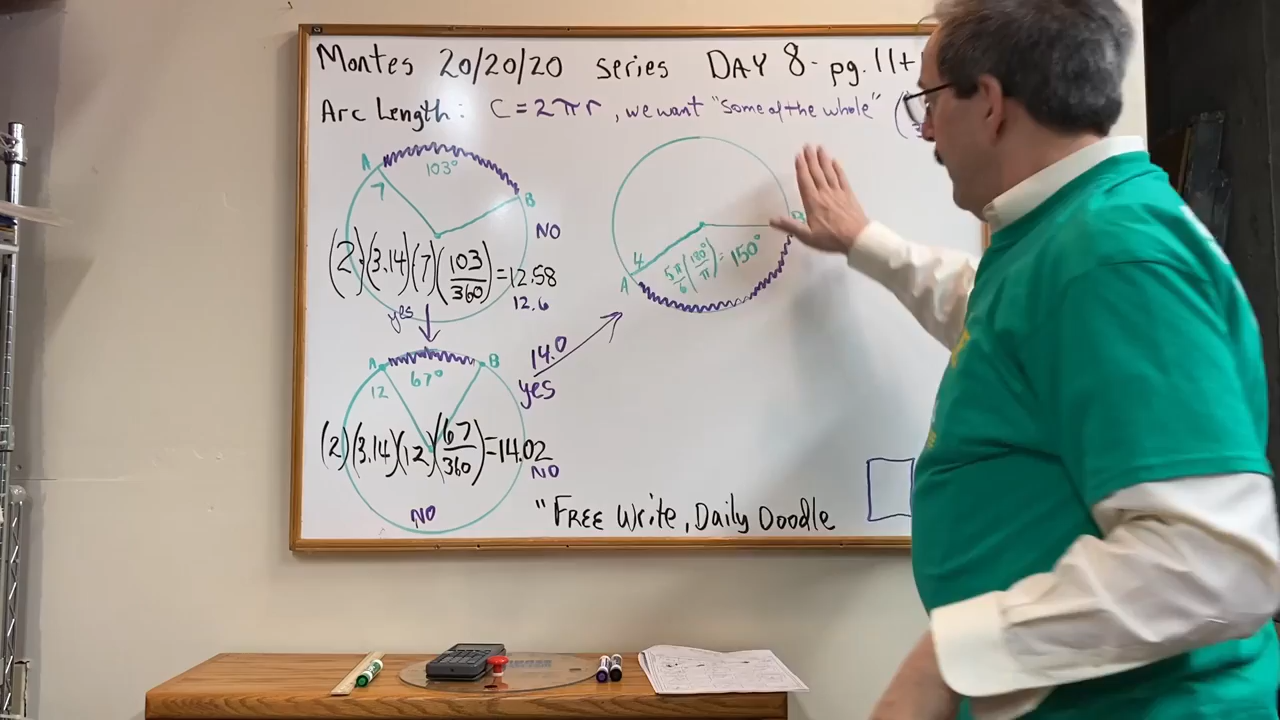 Montes 20/20/20 series DAY 8- pg. 11+
Arc Length: C=2πr, we want "some of the whole" (
A
103°
7
B
NO
(2)(3.14)(7)(103/360)=12.58
12.6
yes
A
B
67°
12
14.0
yes
(2)(3.14)(12)(67/360)=14.02
NO
NO
B
4
5π/6(180°/π)=150°
A
"FREE Write, Daily Doodle